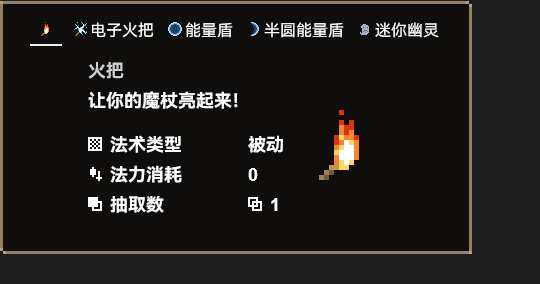 电子火把 能量盾 半圆能量盾 迷你幽灵
火把
让你的魔杖亮起来!
法术类型 被动
法力消耗 0
抽取数 1